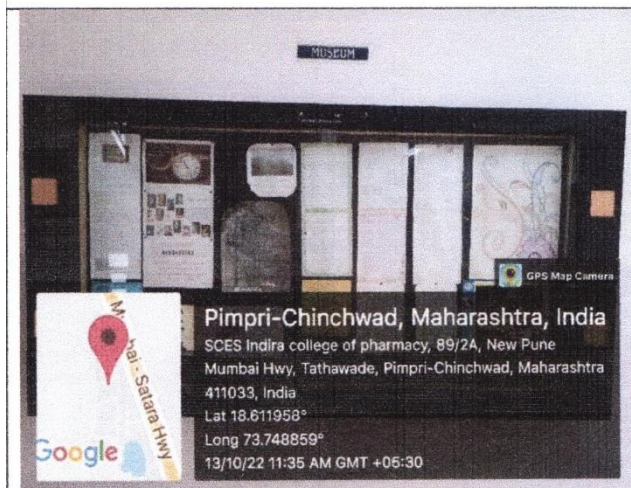 MUSEUM
GPS Map Camera
Pimpri-Chinchwad, Maharashtra, India
SCES Indira college of pharmacy, 89/2A, New Pune
Mumbai Hwy, Tathawade, Pimpri-Chinchwad, Maharashtra
411033, India
Lat 18.611958°
Long 73.748859°
13/10/22 11:35 AM GMT +05:30
Satara Hwy
Google